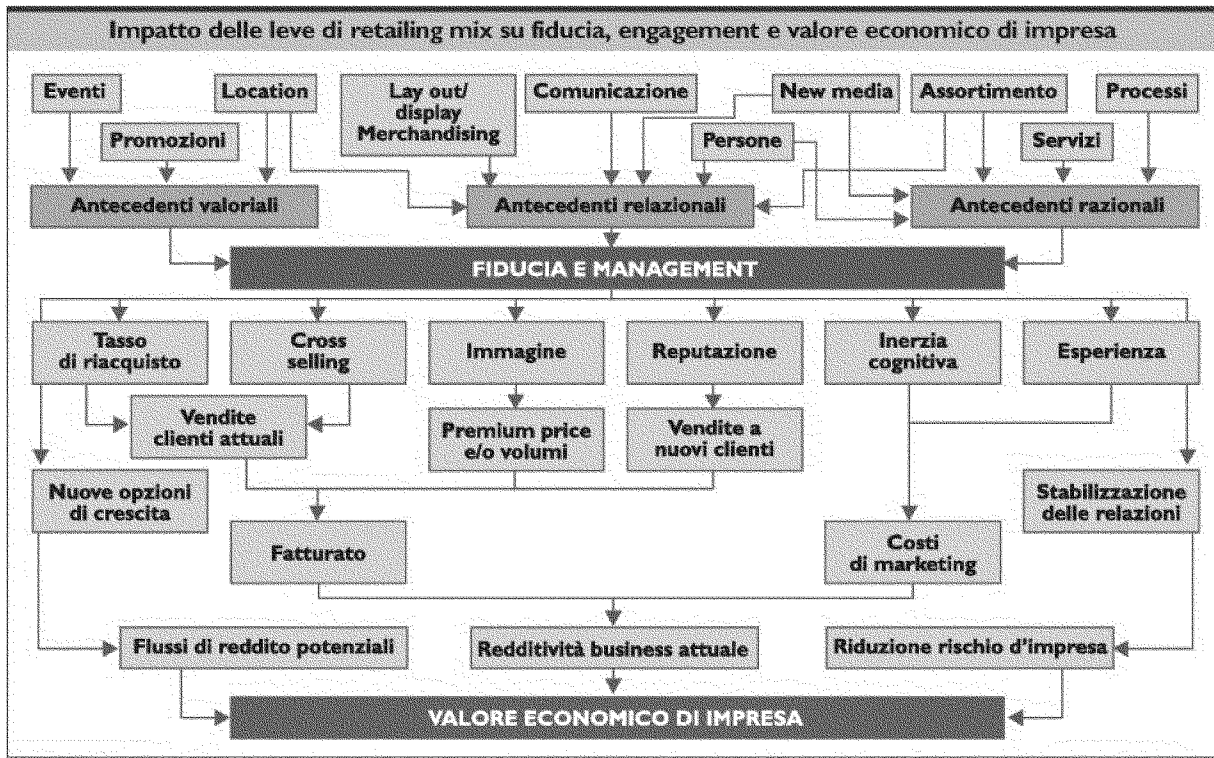 Impatto delle leve di retailing mix su fiducia, engagement e valore economico di impresa
Eventi
Location
Lay out/
display
Merchandising
Comunicazione
New media
Assortimento
Processi
Promozioni
Persone
Servizi
Antecedenti valoriali
Antecedenti relazionali
Antecedenti razionali
FIDUCIA E MANAGEMENT
Tasso
di riacquisto
Cross
selling
Immagine
Reputazione
Inerzia
cognitiva
Esperienza
Vendite
clienti attuali
Premium price
e/o volumi
Vendite a
nuovi clienti
Nuove opzioni
di crescita
Stabilizzazione
delle relazioni
Fatturato
Costi
di marketing
Flussi di reddito potenziali
Redditività business attuale
Riduzione rischio d'impresa
VALORE ECONOMICO DI IMPRESA